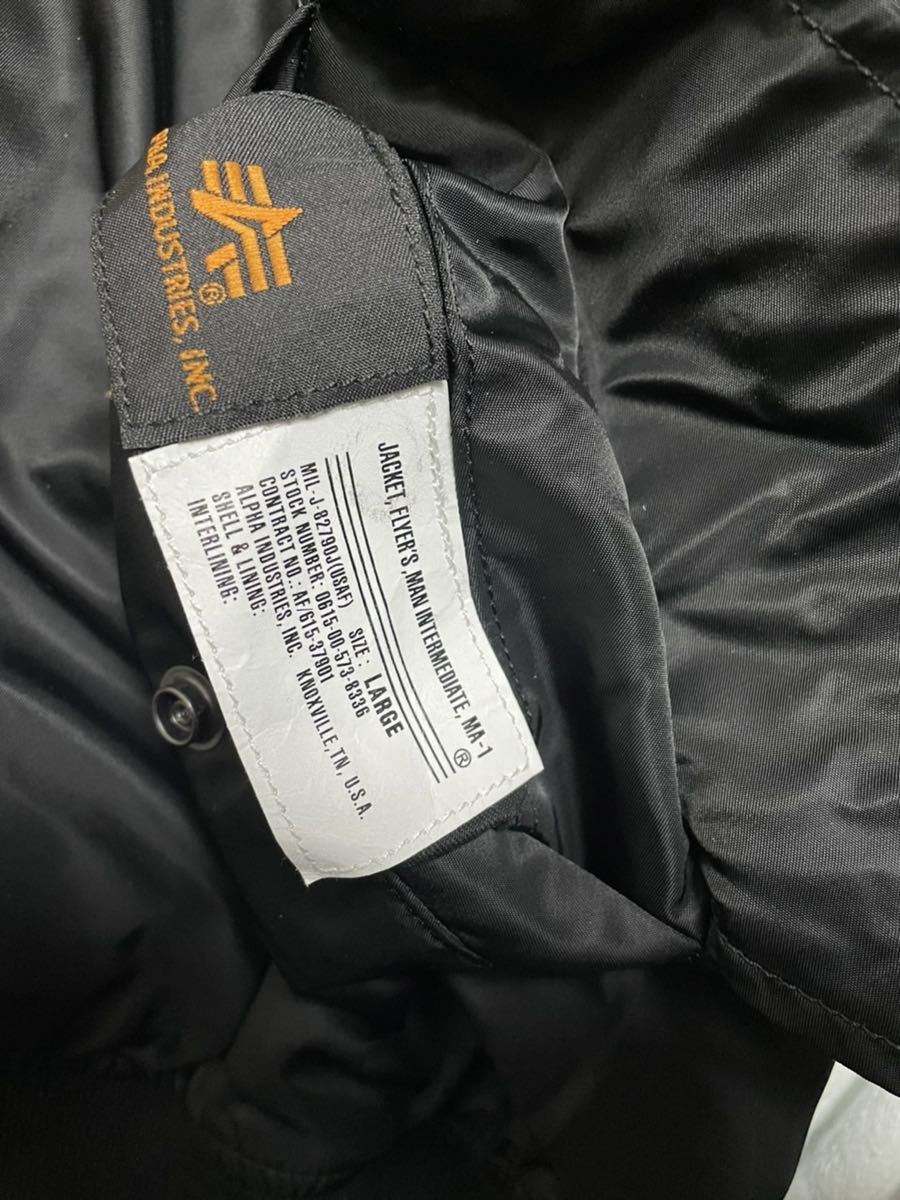 INDUSTRIES, INC.
®
JACKET, FLYER'S ,MAN INTERMEDIATE, MA-1
®
MIL-J-82790J(USAF) SIZE: LARGE
STOCK NUMBER: 0615-00-573-8336
CONTRACT NO.: AF/615-37901
ALPHA INDUSTRIES, INC. KNOXVILLE, TN, U.S.A.
SHELL & LINING:
INTERLINING: